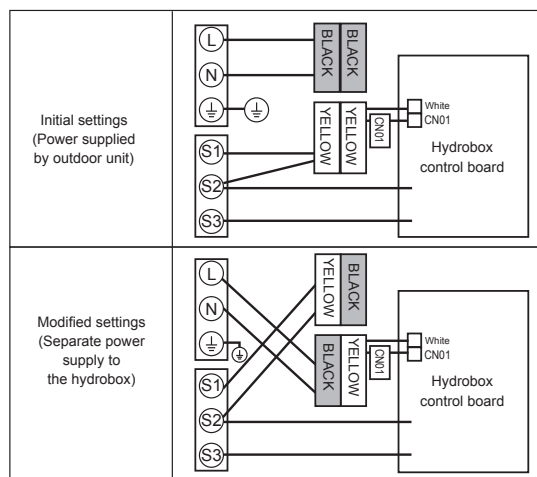 Initial settings
(Power supplied
by outdoor unit)
L
N
S1
S2
S3
BLACK
BLACK
YELLOW
YELLOW
CN01
White
CN01
Hydrobox
control board
Modified settings
(Separate power
supply to
the hydrobox)
L
N
S1
S2
S3
YELLOW
BLACK
BLACK
YELLOW
CN01
White
CN01
Hydrobox
control board